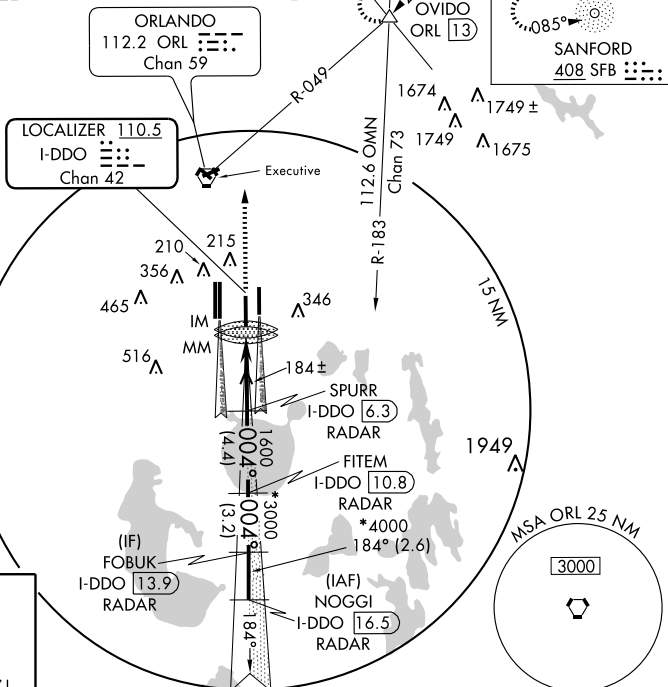 OVIDO
ORL 13
085°
SANFORD
408 SFB
ORLANDO
112.2 ORL
Chan 59
R-049
1674
1749±
1749
1675
LOCALIZER 110.5
I-DDO
Chan 42
Executive
112.6 OMN
Chan 73
R-183
15 NM
215
210
356
465
346
IM
MM
516
184±
SPURR
I-DDO 6.3
RADAR
1600
004°
(4.4)
1949
FITEM
I-DDO 10.8
RADAR
*3000
004°
(3.2)
*4000
184° (2.6)
(IF)
FOBUK
I-DDO 13.9
RADAR
(IAF)
NOGGI
I-DDO 16.5
RADAR
184°
MSA ORL 25 NM
3000